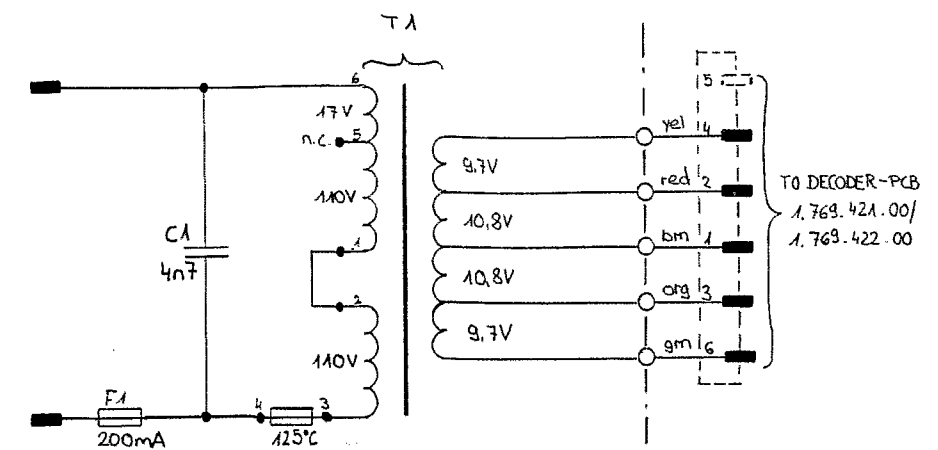 T1
6
17V
n.c. 5
110V
1
C1
4n7
2
110V
F1
200mA
4
3
125°C
9.7V
10,8V
10,8V
9.7V
5
yel 4
red 2
brn 1
org 3
grn 6
TO DECODER-PCB
1.769.421.00/
1.769.422.00